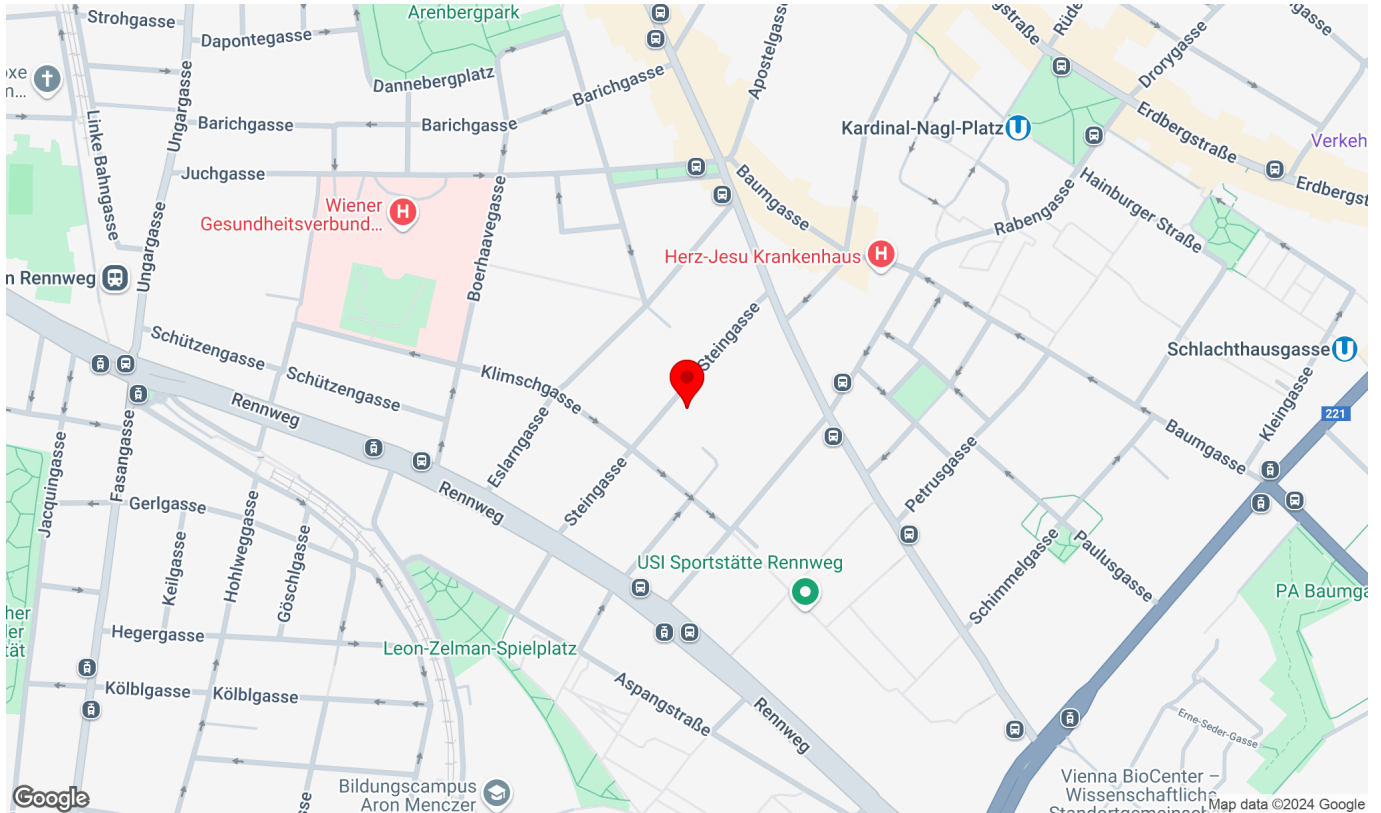 Strohgasse
Dapontegasse
Arenbergpark
Dannebergplatz
Barichgasse
Apostelgasse
Drorygasse
Linke Bahngasse
Ungargasse
Barichgasse
Barichgasse
Kardinal-Nagl-Platz
Erdbergstraße
Verkeh
Juchgasse
Baumgasse
Hainburger Straße
Erdbergst
Wiener
Gesundheitsverbund...
H
Boerhaavegasse
Rabengasse
Herz-Jesu Krankenhaus
H
n Rennweg
Ungargasse
Schützengasse
Schützengasse
Klimschgasse
Steingasse
Schlachthausgasse
U
U
Rennweg
Eslarngasse
Kleingasse
221
Baumgasse
Jacquingasse
Fasangasse
Gerlgasse
Rennweg
Steingasse
Petrusgasse
Keilgasse
Hohlweggasse
Göschlgasse
USI Sportstätte Rennweg
Schimmelgasse
Paulusgasse
PA Baumga
her
ler
tät
Hegergasse
Leon-Zelman-Spielplatz
Kölblgasse
Kölblgasse
Aspangstraße
Rennweg
Erne-Seder-Gasse
Bildungscampus
Aron Menczer
Vienna BioCenter –
Wissenschaftliche
Google
Map data ©2024 Google